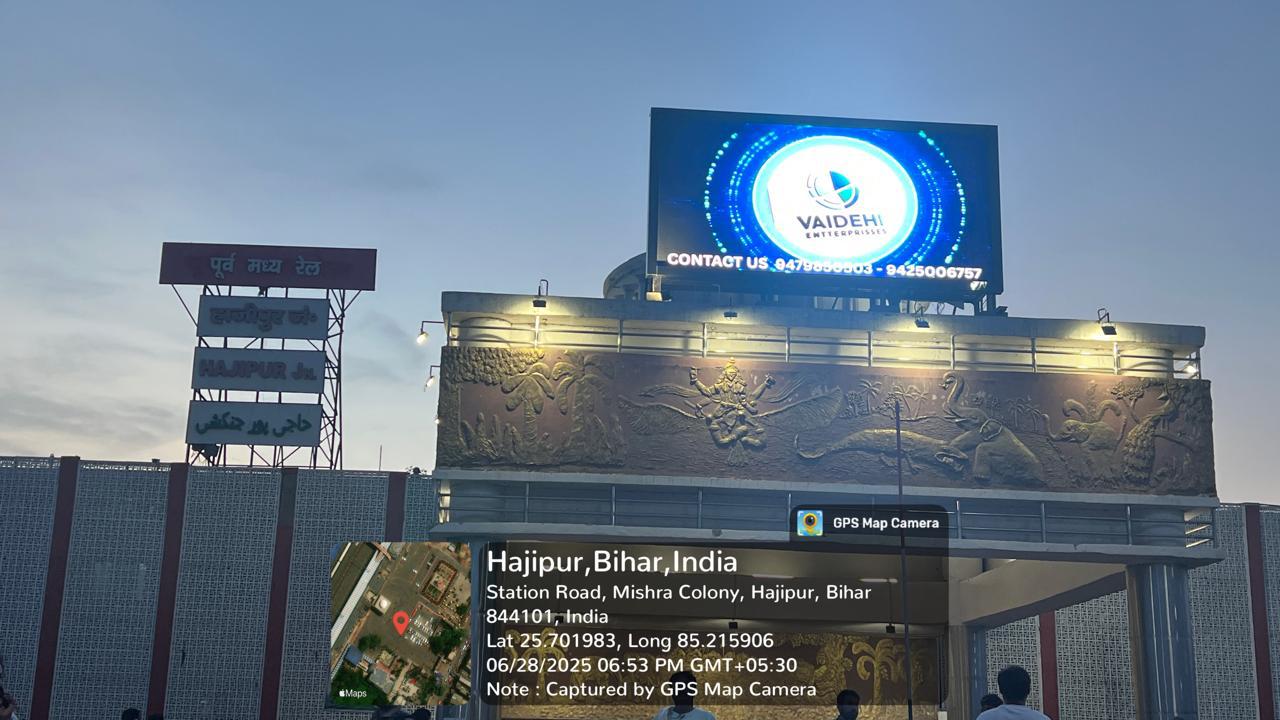 VAIDEHI
ENTTERPRISSES
CONTACT US 9479856503 - 9425006757
पूर्व मध्य रेल
हाजीपुर जं॰
HAJIPUR Jn.
حاجی پور جنکشن
GPS Map Camera
Hajipur,Bihar,India
Station Road, Mishra Colony, Hajipur, Bihar
844101, India
Lat 25.701983, Long 85.215906
06/28/2025 06:53 PM GMT+05:30
Note : Captured by GPS Map Camera
Maps